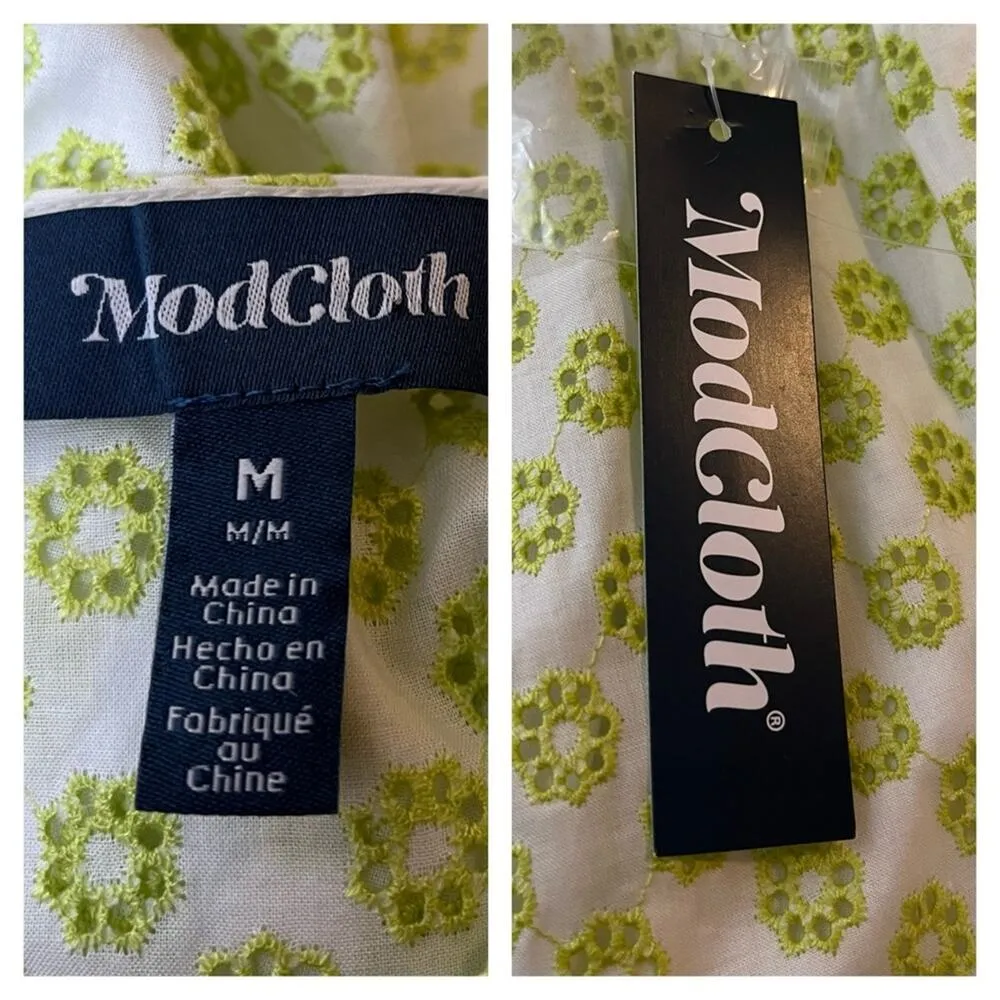 ModCloth
M
M/M
Made in
China
Hecho en
China
Fabriqué
au
Chine
ModCloth®